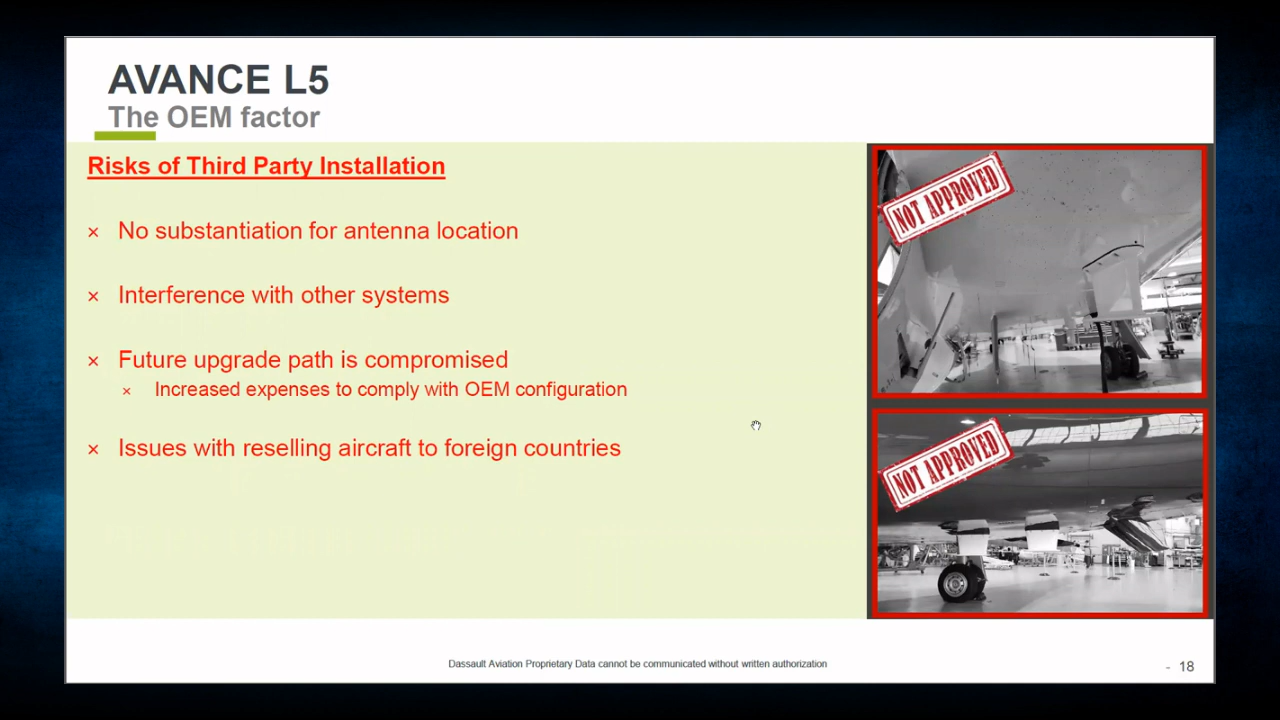 AVANCE L5
The OEM factor
Risks of Third Party Installation
× No substantiation for antenna location
× Interference with other systems
× Future upgrade path is compromised
× Increased expenses to comply with OEM configuration
× Issues with reselling aircraft to foreign countries
NOT APPROVED
NOT APPROVED
Dassault Aviation Proprietary Data cannot be communicated without written authorization
- 18